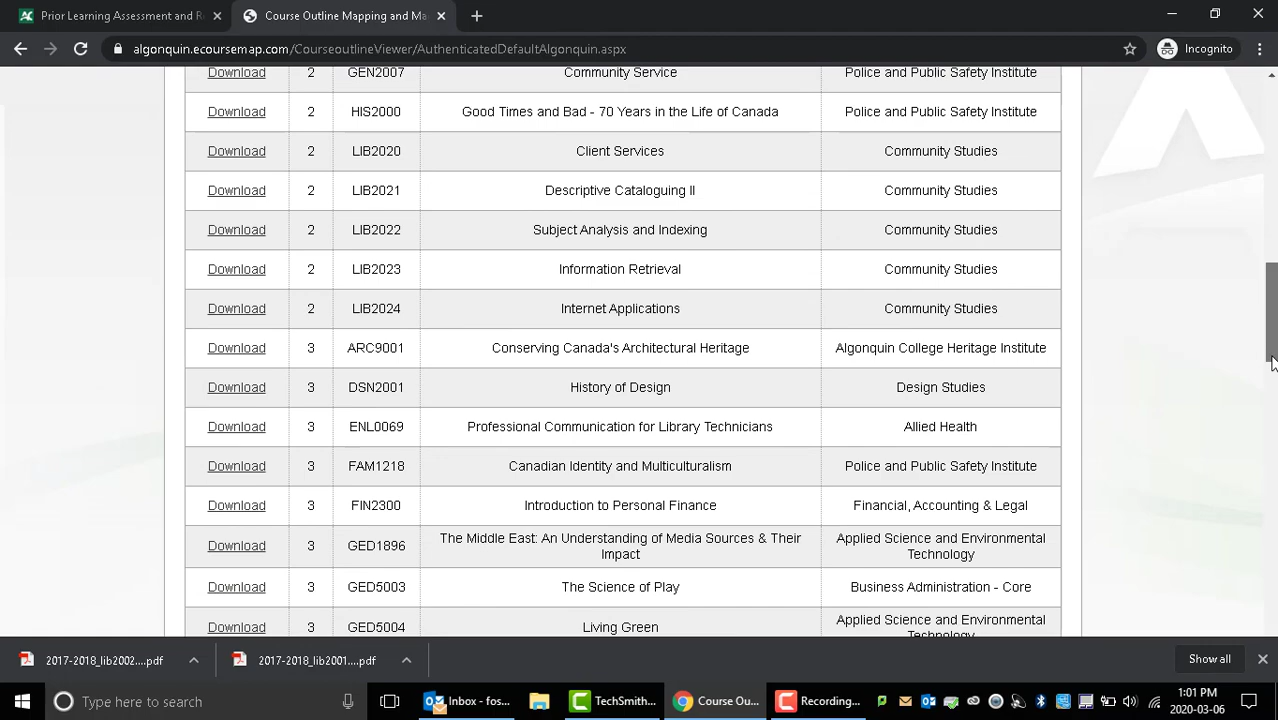 Prior Learning Assessment and R
Course Outline Mapping and Ma
algonquin.ecoursemap.com/CourseoutlineViewer/AuthenticatedDefaultAlgonquin.aspx
Incognito
Download 2 GEN2007 Community Service Police and Public Safety Institute
Download 2 HIS2000 Good Times and Bad - 70 Years in the Life of Canada Police and Public Safety Institute
Download 2 LIB2020 Client Services Community Studies
Download 2 LIB2021 Descriptive Cataloguing II Community Studies
Download 2 LIB2022 Subject Analysis and Indexing Community Studies
Download 2 LIB2023 Information Retrieval Community Studies
Download 2 LIB2024 Internet Applications Community Studies
Download 3 ARC9001 Conserving Canada's Architectural Heritage Algonquin College Heritage Institute
Download 3 DSN2001 History of Design Design Studies
Download 3 ENL0069 Professional Communication for Library Technicians Allied Health
Download 3 FAM1218 Canadian Identity and Multiculturalism Police and Public Safety Institute
Download 3 FIN2300 Introduction to Personal Finance Financial, Accounting & Legal
Download 3 GED1896 The Middle East: An Understanding of Media Sources & Their Impact Applied Science and Environmental Technology
Download 3 GED5003 The Science of Play Business Administration - Core
Download 3 GED5004 Living Green Applied Science and Environmental Technology
2017-2018_lib2002....pdf
2017-2018_lib2001....pdf
Show all
Type here to search
Inbox - fos...
TechSmith...
Course Ou...
Recording...
1:01 PM
2020-03-06